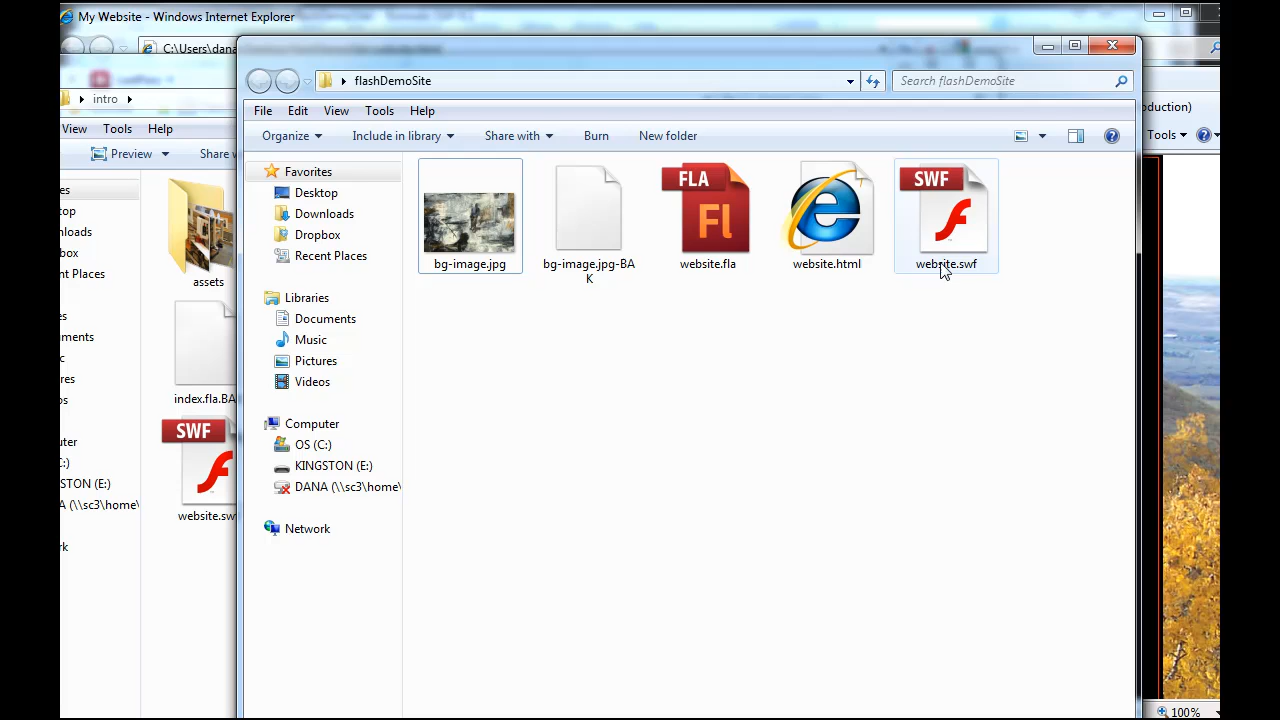 My Website - Windows Internet Explorer
C:\Users\dana
intro
View Tools Help
Preview Share
assets
index.fla.BA
SWF
website.sw
flashDemoSite
Search flashDemoSite
File Edit View Tools Help
Organize Include in library Share with Burn New folder
Favorites
Desktop
Downloads
Dropbox
Recent Places
Libraries
Documents
Music
Pictures
Videos
Computer
OS (C:)
KINGSTON (E:)
DANA (\\sc3\home\
Network
bg-image.jpg
bg-image.jpg-BA
K
FLA
Fl
website.fla
website.html
SWF
website.swf
oduction)
Tools
100%